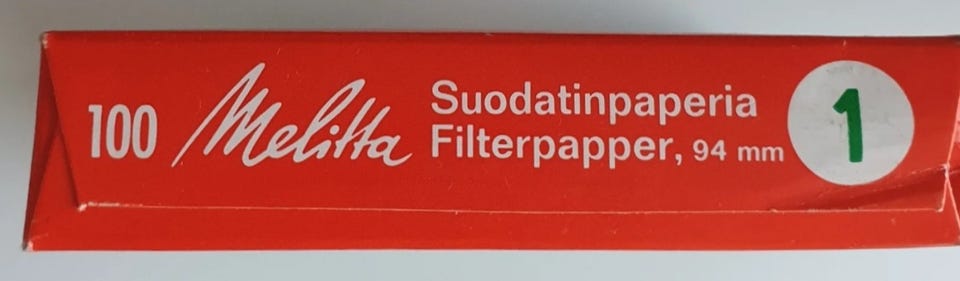 100 Melitta Suodatinpaperia
Filterpapper, 94 mm
1